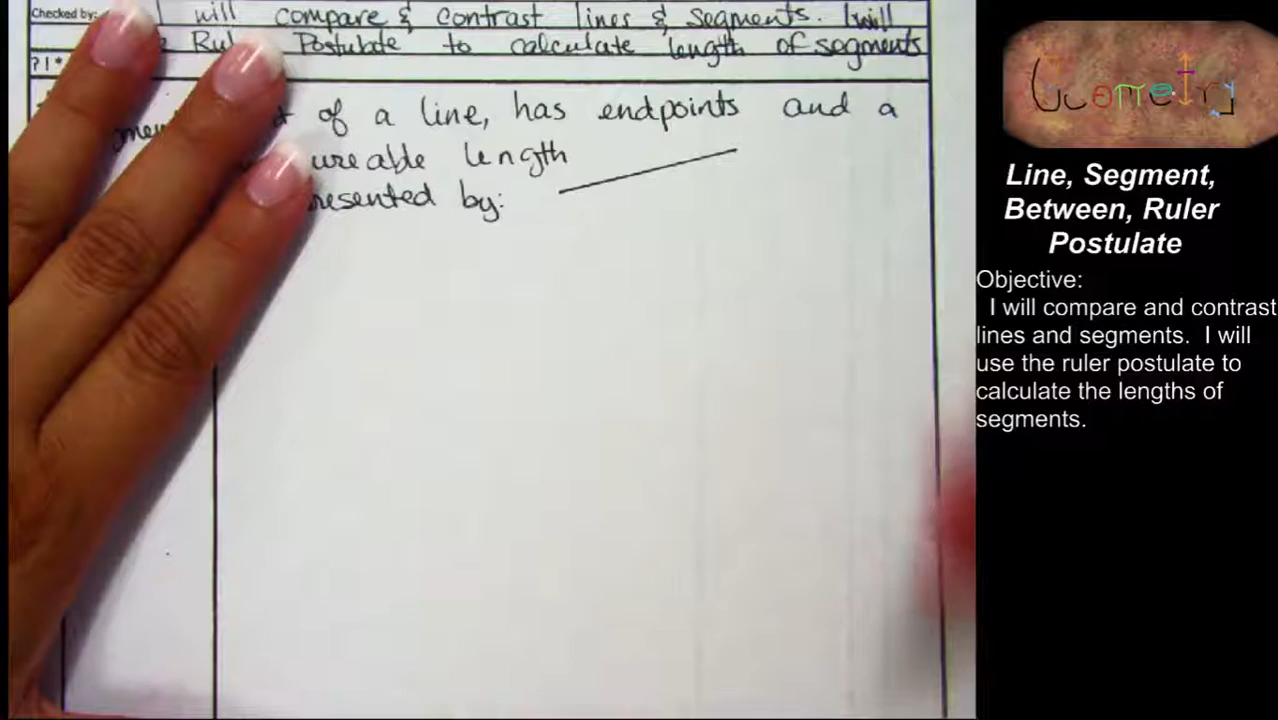 Checked by: I will compare & contrast lines & segments. I will
Rul Postulate to calculate length of segments
? ! *
of a line, has endpoints and a
ureable length
resented by:
Geometry
Line, Segment,
Between, Ruler
Postulate
Objective:
I will compare and contrast
lines and segments. I will
use the ruler postulate to
calculate the lengths of
segments.